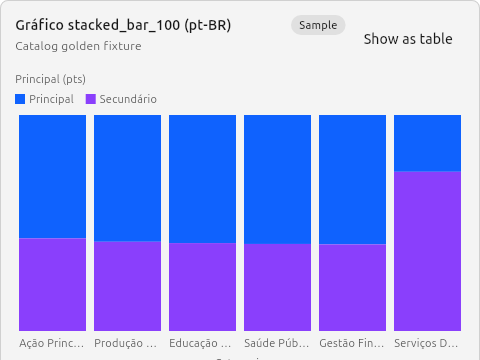 Gráfico stacked_bar_100 (pt-BR)
Sample
Show as table
Catalog golden fixture
Principal (pts)
Principal Secundário
Ação Princ... Produção ... Educação ... Saúde Púb... Gestão Fin... Serviços D...